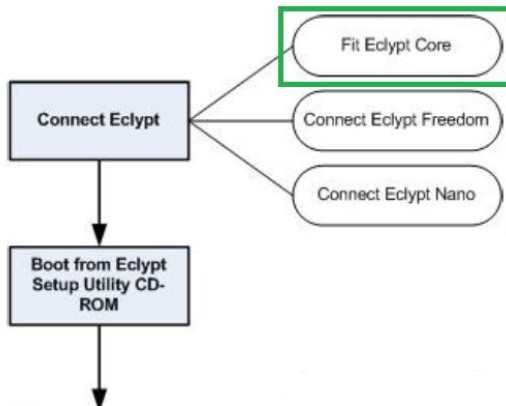 Fit Eclypt Core
Connect Eclypt
Connect Eclypt Freedom
Connect Eclypt Nano
Boot from Eclypt
Setup Utility CD-
ROM